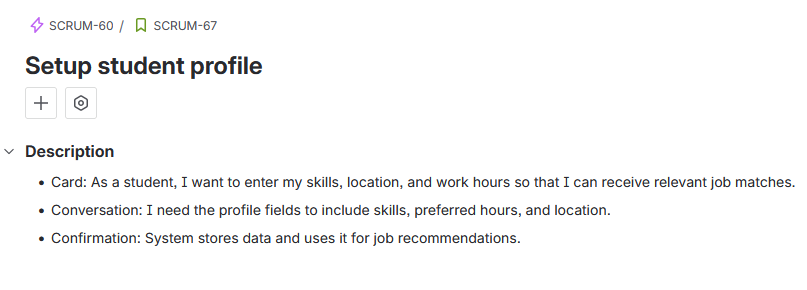 SCRUM-60 / SCRUM-67
Setup student profile
Description
• Card: As a student, I want to enter my skills, location, and work hours so that I can receive relevant job matches.
• Conversation: I need the profile fields to include skills, preferred hours, and location.
• Confirmation: System stores data and uses it for job recommendations.